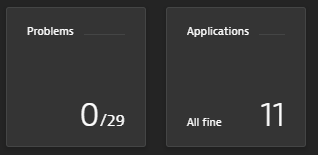 Problems
0/29
Applications
All fine 11